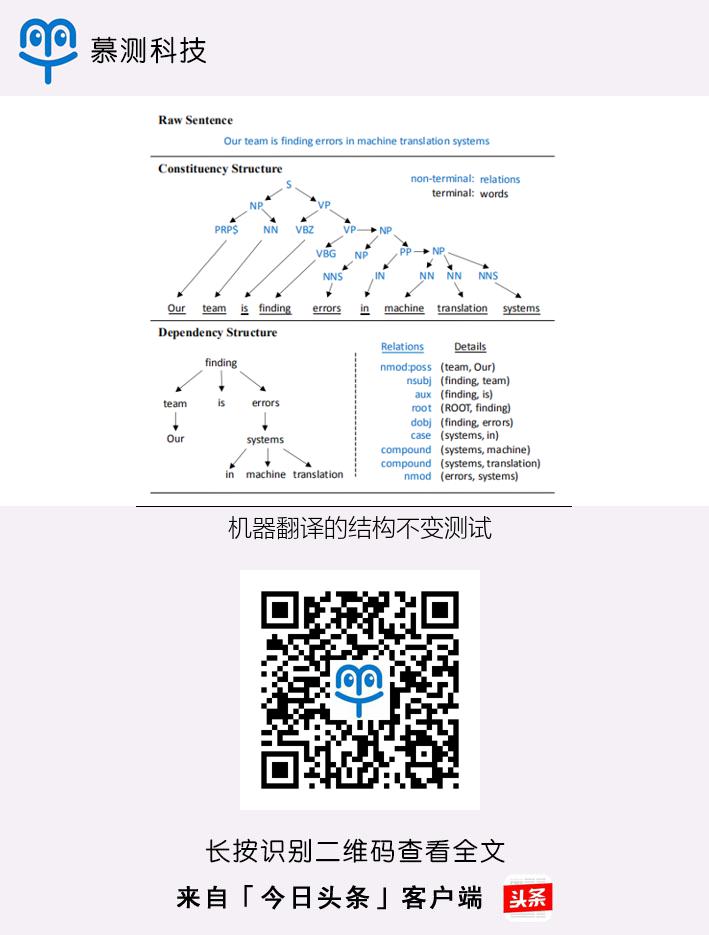 慕测科技
Raw Sentence
Our team is finding errors in machine translation systems
Constituency Structure
non-terminal: relations
terminal: words
S
NP VP
PRP$ NN VBZ VP NP
VBG NP PP NP
NNS IN NN NN NNS
Our team is finding errors in machine translation systems
Dependency Structure
Relations Details
finding
team is errors
Our systems
in machine translation
nmod:poss (team, Our)
nsubj (finding, team)
aux (finding, is)
root (ROOT, finding)
dobj (finding, errors)
case (systems, in)
compound (systems, machine)
compound (systems, translation)
nmod (errors, systems)
机器翻译的结构不变测试
长按识别二维码查看全文
来自「今日头条」客户端 头条